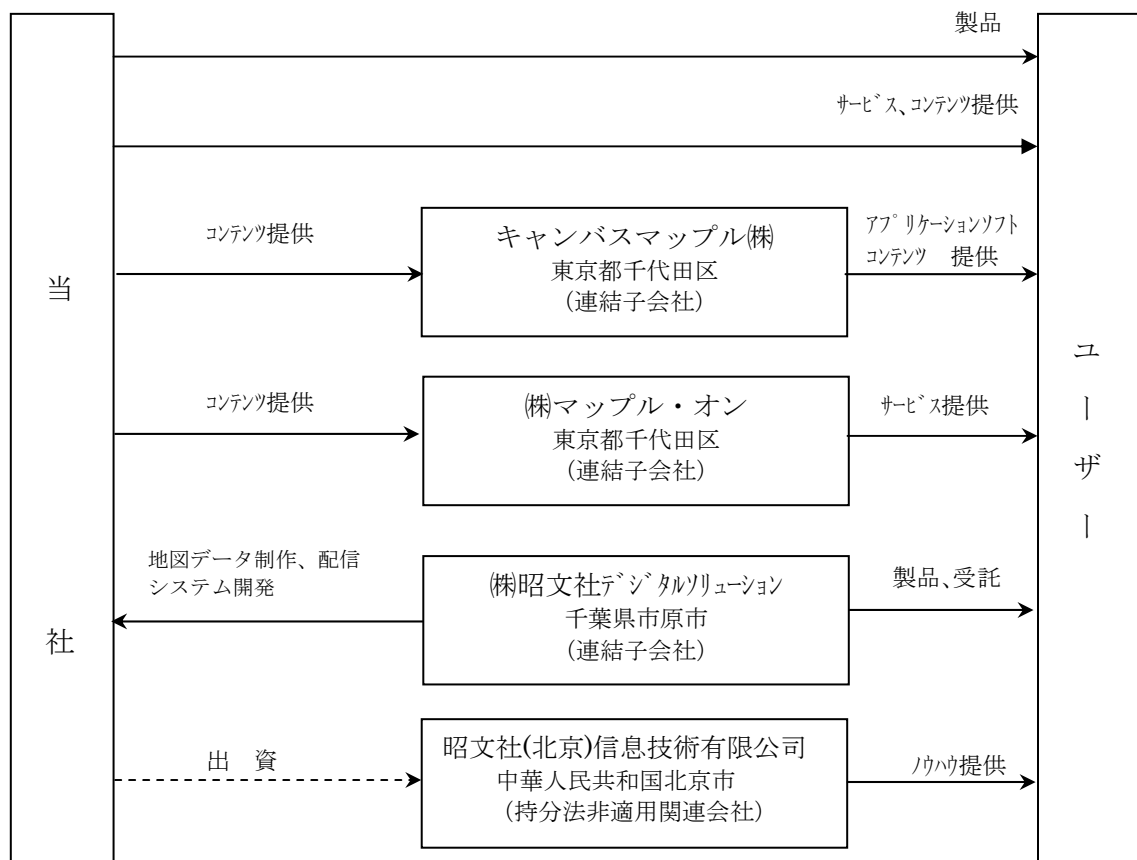 製品
サービス、コンテンツ提供
コンテンツ提供
キャンバスマップル㈱
東京都千代田区
(連結子会社)
アプリケーションソフト
コンテンツ　提供
当
社
コンテンツ提供
㈱マップル・オン
東京都千代田区
(連結子会社)
サービス提供
ユーザー
地図データ制作、配信
システム開発
㈱昭文社デジタルソリューション
千葉県市原市
(連結子会社)
製品、受託
出　資
昭文社(北京)信息技術有限公司
中華人民共和国北京市
(持分法非適用関連会社)
ノウハウ提供